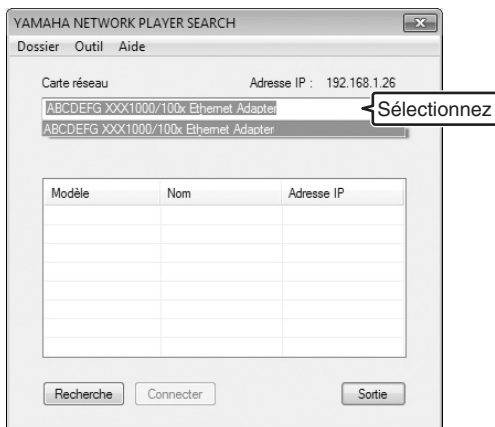 YAMAHA NETWORK PLAYER SEARCH
Dossier Outil Aide
Carte réseau Adresse IP : 192.168.1.26
ABCDEFG XXX1000/100x Ethernet Adapter
Sélectionnez
ABCDEFG XXX1000/100x Ethernet Adapter
Modèle Nom Adresse IP
Recherche Connecter Sortie